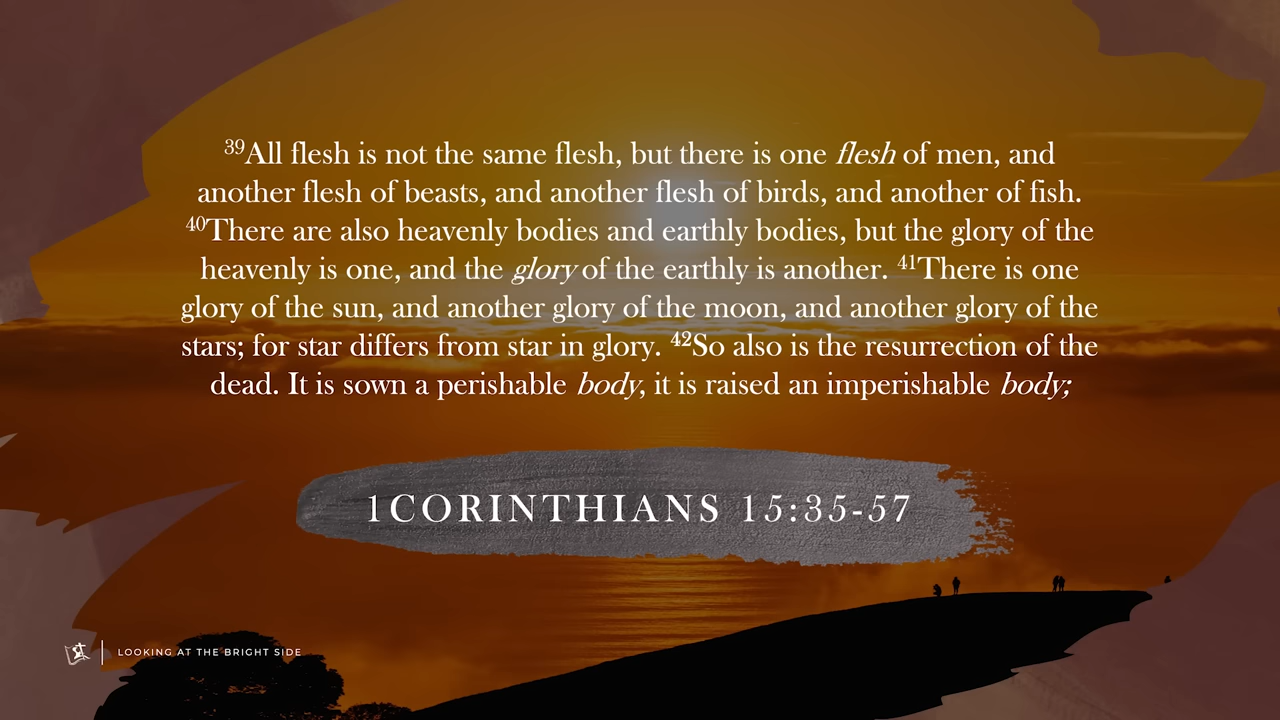 ³⁹All flesh is not the same flesh, but there is one flesh of men, and
another flesh of beasts, and another flesh of birds, and another of fish.
⁴⁰There are also heavenly bodies and earthly bodies, but the glory of the
heavenly is one, and the glory of the earthly is another. ⁴¹There is one
glory of the sun, and another glory of the moon, and another glory of the
stars; for star differs from star in glory. ⁴²So also is the resurrection of the
dead. It is sown a perishable body, it is raised an imperishable body;
1CORINTHIANS 15:35-57
LOOKING AT THE BRIGHT SIDE